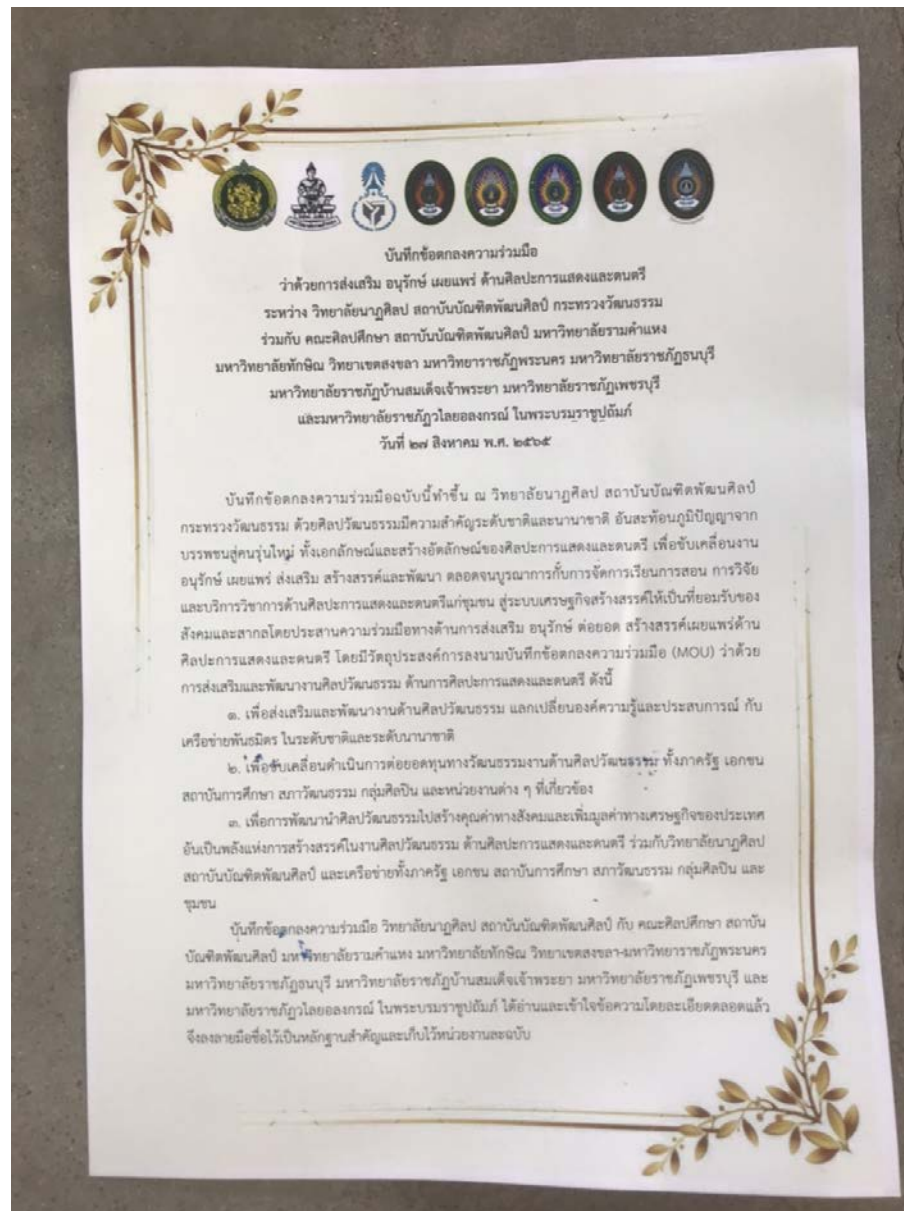 บันทึกข้อตกลงความร่วมมือ
ว่าด้วยการส่งเสริม อนุรักษ์ เผยแพร่ ด้านศิลปะการแสดงและดนตรี
ระหว่าง วิทยาลัยนาฏศิลป สถาบันบัณฑิตพัฒนศิลป์ กระทรวงวัฒนธรรม
ร่วมกับ คณะศิลปศึกษา สถาบันบัณฑิตพัฒนศิลป์ มหาวิทยาลัยรามคำแหง
มหาวิทยาลัยทักษิณ วิทยาเขตสงขลา มหาวิทยาราชภัฏพระนคร มหาวิทยาลัยราชภัฏธนบุรี
มหาวิทยาลัยราชภัฏบ้านสมเด็จเจ้าพระยา มหาวิทยาลัยราชภัฏเพชรบุรี
และมหาวิทยาลัยราชภัฏวไลยอลงกรณ์ ในพระบรมราชูปถัมภ์
วันที่ ๒๗ สิงหาคม พ.ศ. ๒๕๖๕
บันทึกข้อตกลงความร่วมมือฉบับนี้ทำขึ้น ณ วิทยาลัยนาฏศิลป สถาบันบัณฑิตพัฒนศิลป์
กระทรวงวัฒนธรรม ด้วยศิลปวัฒนธรรมมีความสำคัญระดับชาติและนานาชาติ อันสะท้อนภูมิปัญญาจาก
บรรพชนสู่คนรุ่นใหม่ ทั้งเอกลักษณ์และสร้างอัตลักษณ์ของศิลปะการแสดงและดนตรี เพื่อขับเคลื่อนงาน
อนุรักษ์ เผยแพร่ ส่งเสริม สร้างสรรค์และพัฒนา ตลอดจนบูรณาการกับการจัดการเรียนการสอน การวิจัย
และบริการวิชาการด้านศิลปะการแสดงและดนตรีแก่ชุมชน สู่ระบบเศรษฐกิจสร้างสรรค์ให้เป็นที่ยอมรับของ
สังคมและสากลโดยประสานความร่วมมือทางด้านการส่งเสริม อนุรักษ์ ต่อยอด สร้างสรรค์เผยแพร่ด้าน
ศิลปะการแสดงและดนตรี โดยมีวัตถุประสงค์การลงนามบันทึกข้อตกลงความร่วมมือ (MOU) ว่าด้วย
การส่งเสริมและพัฒนางานศิลปวัฒนธรรม ด้านการศิลปะการแสดงและดนตรี ดังนี้
๑. เพื่อส่งเสริมและพัฒนางานด้านศิลปวัฒนธรรม แลกเปลี่ยนองค์ความรู้และประสบการณ์ กับ
เครือข่ายพันธมิตร ในระดับชาติและระดับนานาชาติ
๒. เพื่อขับเคลื่อนดำเนินการต่อยอดทุนทางวัฒนธรรมงานด้านศิลปวัฒนธรรม ทั้งภาครัฐ เอกชน
สถาบันการศึกษา สภาวัฒนธรรม กลุ่มศิลปิน และหน่วยงานต่าง ๆ ที่เกี่ยวข้อง
๓. เพื่อการพัฒนานำศิลปวัฒนธรรมไปสร้างคุณค่าทางสังคมและเพิ่มมูลค่าทางเศรษฐกิจของประเทศ
อันเป็นพลังแห่งการสร้างสรรค์ในงานศิลปวัฒนธรรม ด้านศิลปะการแสดงและดนตรี ร่วมกับวิทยาลัยนาฏศิลป
สถาบันบัณฑิตพัฒนศิลป์ และเครือข่ายทั้งภาครัฐ เอกชน สถาบันการศึกษา สภาวัฒนธรรม กลุ่มศิลปิน และ
ชุมชน
บันทึกข้อตกลงความร่วมมือ วิทยาลัยนาฏศิลป สถาบันบัณฑิตพัฒนศิลป์ กับ คณะศิลปศึกษา สถาบัน
บัณฑิตพัฒนศิลป์ มหาวิทยาลัยรามคำแหง มหาวิทยาลัยทักษิณ วิทยาเขตสงขลา-มหาวิทยาราชภัฏพระนคร
มหาวิทยาลัยราชภัฏธนบุรี มหาวิทยาลัยราชภัฏบ้านสมเด็จเจ้าพระยา มหาวิทยาลัยราชภัฏเพชรบุรี และ
มหาวิทยาลัยราชภัฏวไลยอลงกรณ์ ในพระบรมราชูปถัมภ์ ได้อ่านและเข้าใจข้อความโดยละเอียดตลอดแล้ว
จึงลงลายมือชื่อไว้เป็นหลักฐานสำคัญและเก็บไว้หน่วยงานละฉบับ